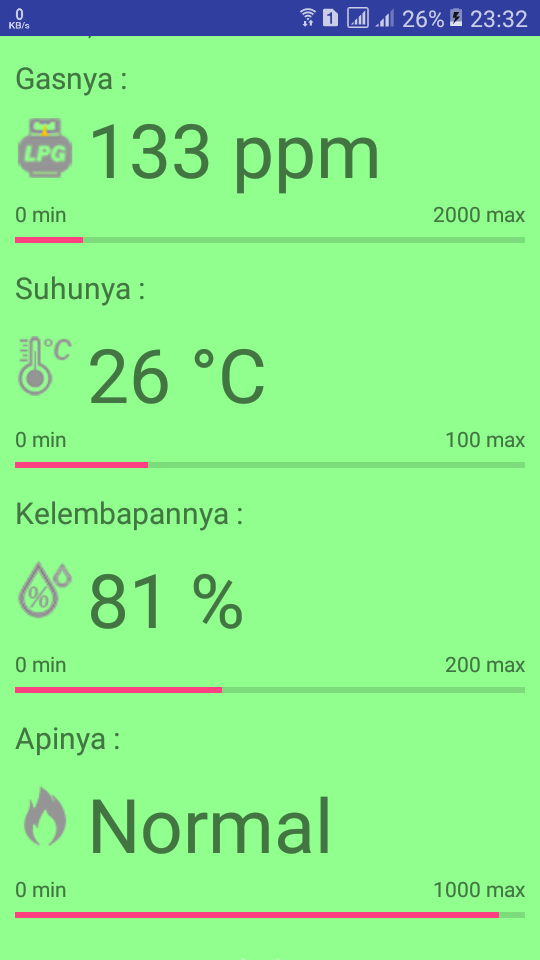 0
KB/s
1
26%
23:32
Gasnya :
LPG
133 ppm
0 min
2000 max
Suhunya :
°C
26 °C
0 min
100 max
Kelembapannya :
%
81 %
0 min
200 max
Apinya :
Normal
0 min
1000 max